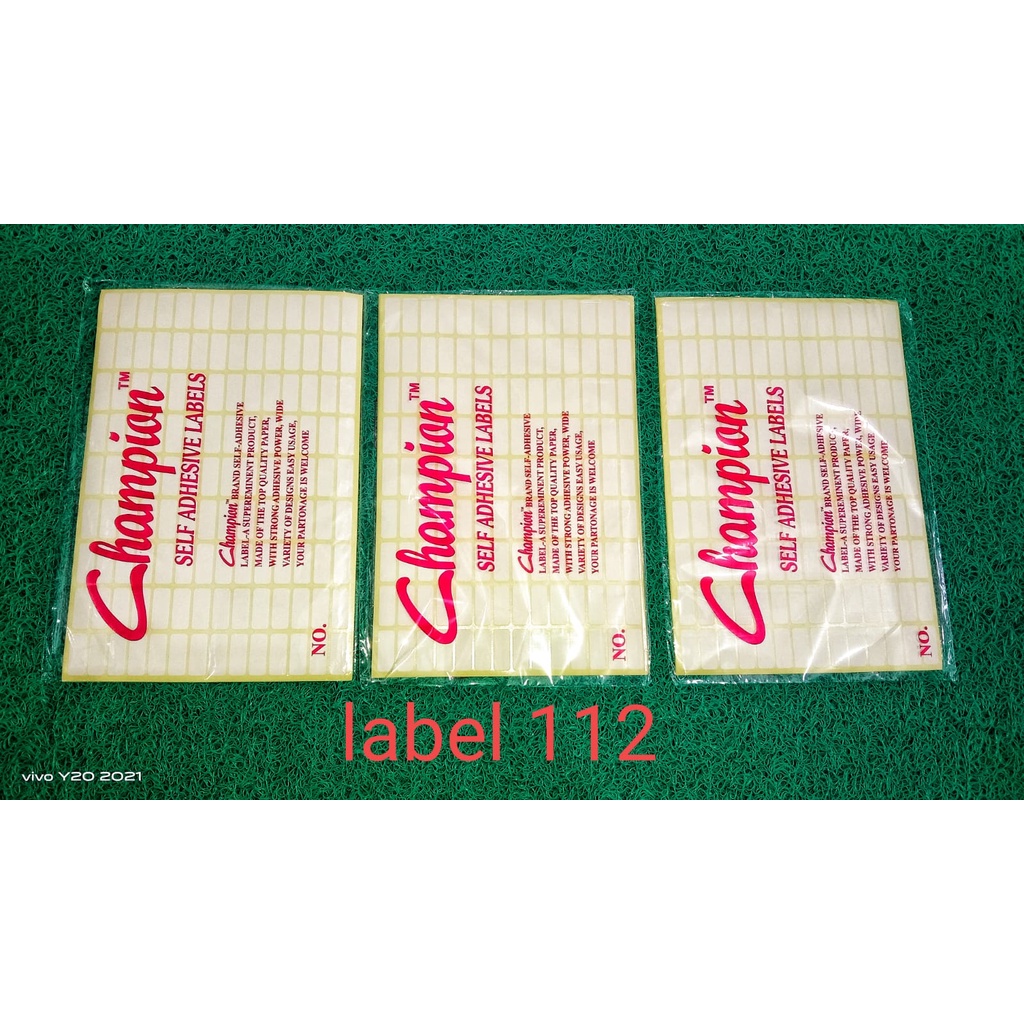 Champion™
SELF ADHESIVE LABELS
Champion™ BRAND SELF-ADHESIVE
LABEL-A SUPEREMINENT PRODUCT,
MADE OF THE TOP QUALITY PAPER,
WITH STRONG ADHESIVE POWER, WIDE
VARIETY OF DESIGNS EASY USAGE,
YOUR PARTONAGE IS WELCOME
NO.
Champion™
SELF ADHESIVE LABELS
Champion™ BRAND SELF-ADHESIVE
LABEL-A SUPEREMINENT PRODUCT,
MADE OF THE TOP QUALITY PAPER,
WITH STRONG ADHESIVE POWER, WIDE
VARIETY OF DESIGNS EASY USAGE,
YOUR PARTONAGE IS WELCOME
NO.
Champion™
SELF ADHESIVE LABELS
Champion™ BRAND SELF-ADHESIVE
LABEL-A SUPEREMINENT PRODUCT,
MADE OF THE TOP QUALITY PAPER,
WITH STRONG ADHESIVE POWER, WIDE
VARIETY OF DESIGNS EASY USAGE,
YOUR PARTONAGE IS WELCOME
NO.
label 112
vivo Y20 2021